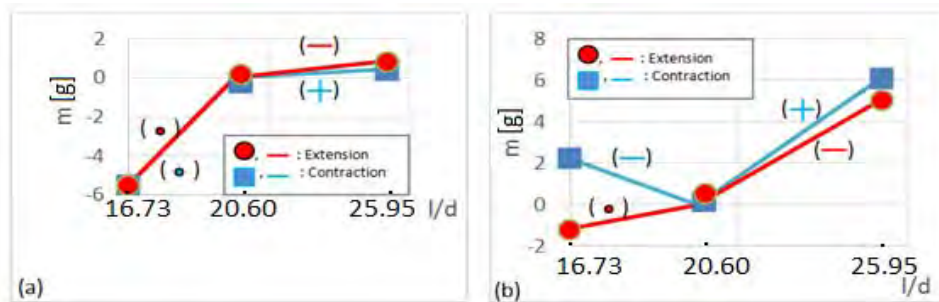 2
0
-2
-4
-6
m [g]
(—)
(+)
(•)
(•)
●, — : Extension
■, — : Contraction
16.73 20.60 25.95 l/d
(a)
8
6
4
2
0
-2
m [g]
●, — : Extension
■, — : Contraction
(+)
(—)
(—)
(•)
16.73 20.60 25.95
l/d
(b)